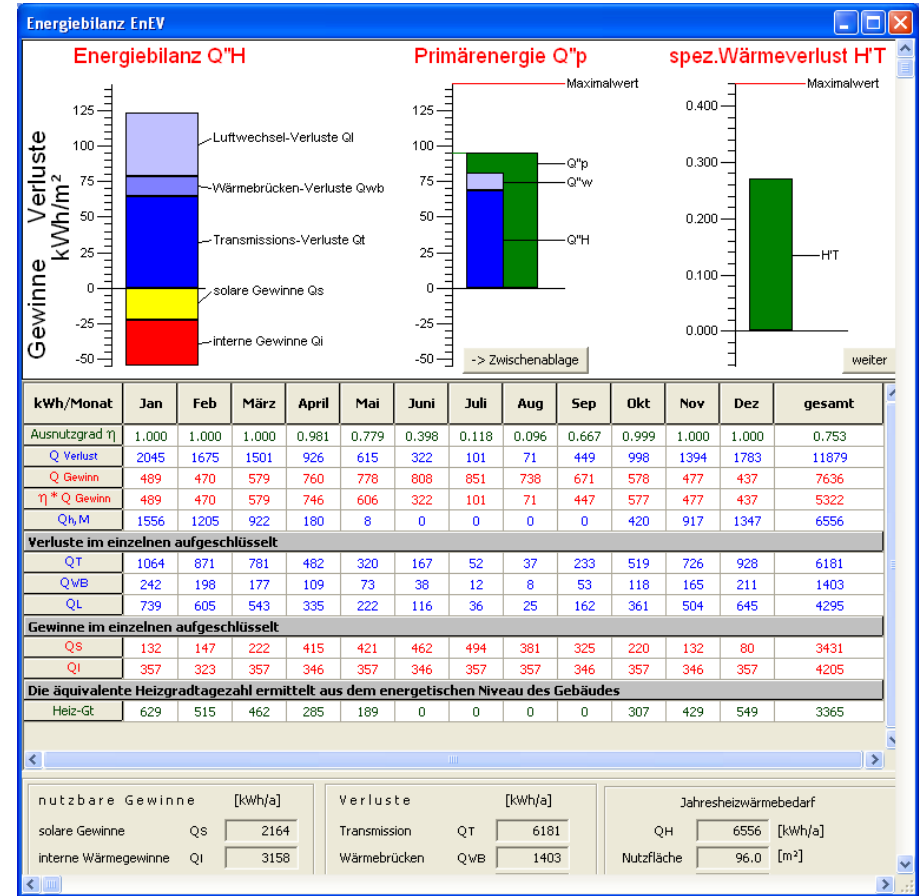 Energiebilanz EnEV
Energiebilanz Q"H
Primärenergie Q"p
spez.Wärmeverlust H'T
Gewinne Verluste
kWh/m²
125
100
75
50
25
0
-25
-50
Luftwechsel-Verluste Ql
Wärmebrücken-Verluste Qwb
Transmissions-Verluste Qt
solare Gewinne Qs
interne Gewinne Qi
125
100
75
50
25
0
-25
-50
Maximalwert
Q"p
Q"w
Q"H
-> Zwischenablage
0.400
0.300
0.200
0.100
0.000
Maximalwert
H'T
weiter
kWh/Monat Jan Feb März April Mai Juni Juli Aug Sep Okt Nov Dez gesamt
Ausnutzgrad η 1.000 1.000 1.000 0.981 0.779 0.398 0.118 0.096 0.667 0.999 1.000 1.000 0.753
Q Verlust 2045 1675 1501 926 615 322 101 71 449 998 1394 1783 11879
Q Gewinn 489 470 579 760 778 808 851 738 671 578 477 437 7636
η * Q Gewinn 489 470 579 746 606 322 101 71 447 577 477 437 5322
Qh,M 1556 1205 922 180 8 0 0 0 0 420 917 1347 6556
Verluste im einzelnen aufgeschlüsselt
QT 1064 871 781 482 320 167 52 37 233 519 726 928 6181
QWB 242 198 177 109 73 38 12 8 53 118 165 211 1403
QL 739 605 543 335 222 116 36 25 162 361 504 645 4295
Gewinne im einzelnen aufgeschlüsselt
QS 132 147 222 415 421 462 494 381 325 220 132 80 3431
QI 357 323 357 346 357 346 357 357 346 357 346 357 4205
Die äquivalente Heizgradtagezahl ermittelt aus dem energetischen Niveau des Gebäudes
Heiz-Gt 629 515 462 285 189 0 0 0 0 307 429 549 3365
nutzbare Gewinne [kWh/a]
solare Gewinne QS 2164
interne Wärmegewinne QI 3158
Verluste [kWh/a]
Transmission QT 6181
Wärmebrücken QWB 1403
Jahresheizwärmebedarf
QH 6556 [kWh/a]
Nutzfläche 96.0 [m²]